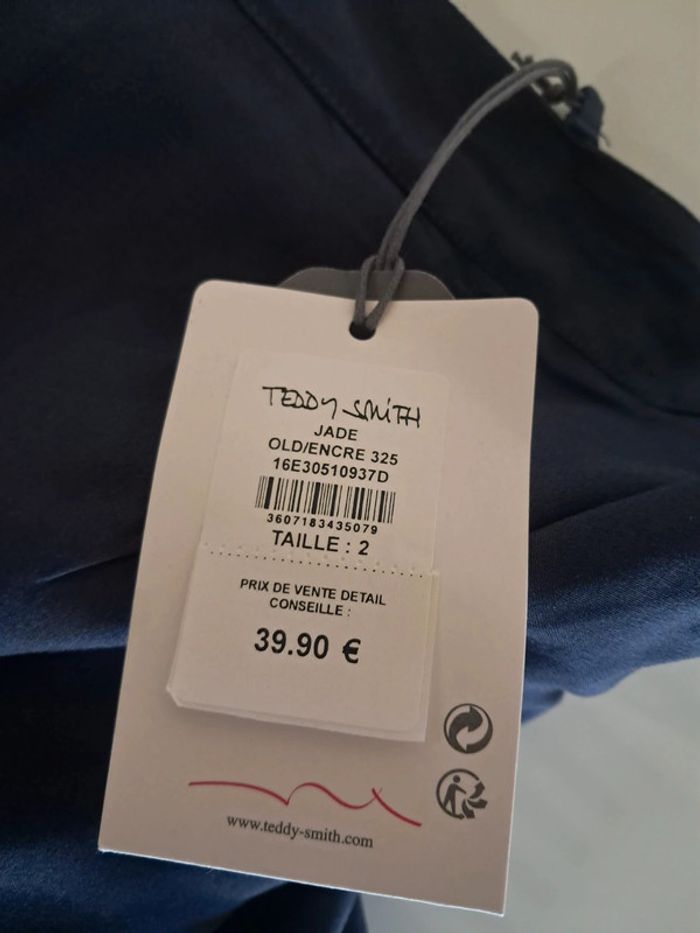 TEDDY SMITH
JADE
OLD/ENCRE 325
16E30510937D
3607183435079
TAILLE : 2
PRIX DE VENTE DETAIL
CONSEILLE :
39.90 €
www.teddy-smith.com